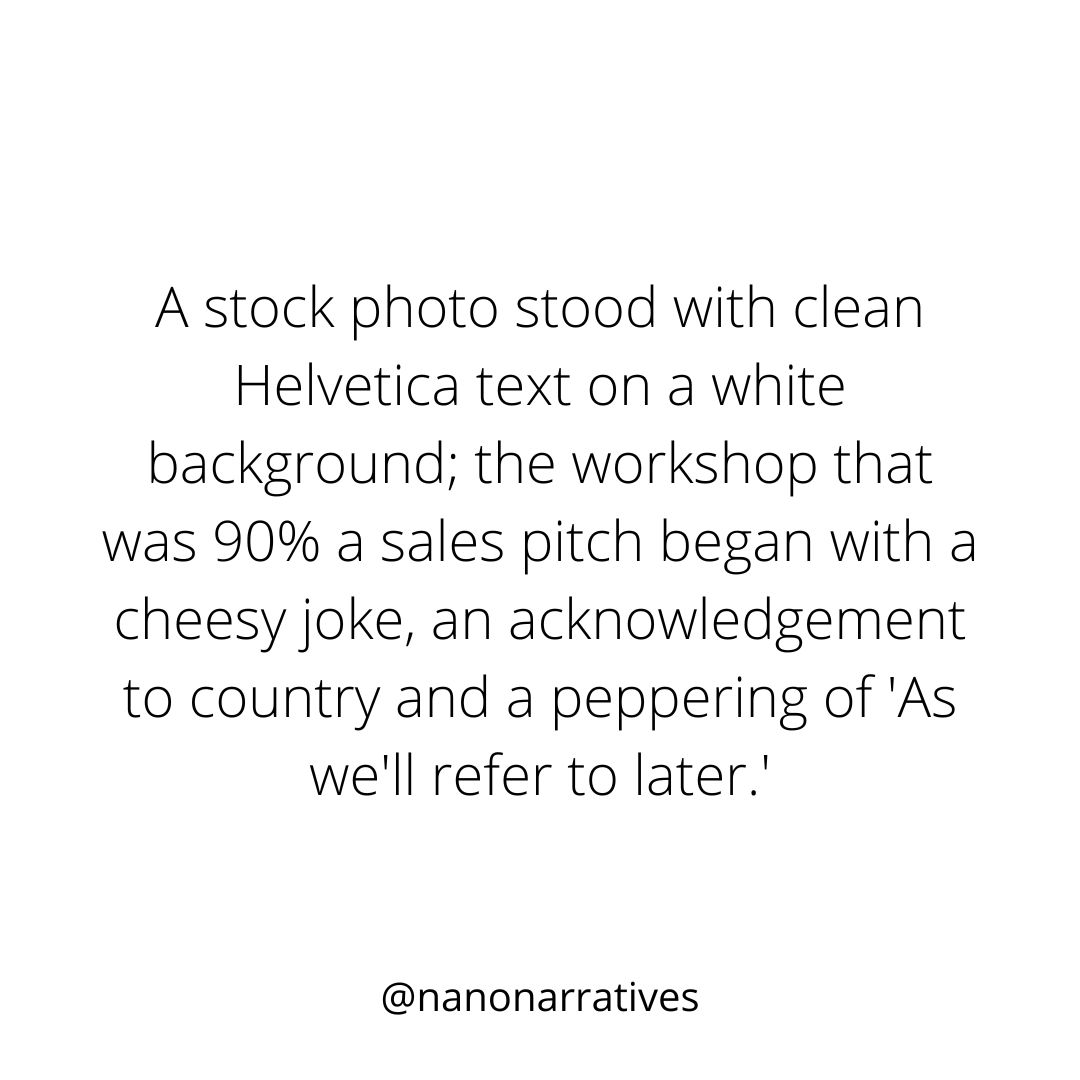 A stock photo stood with clean
Helvetica text on a white
background; the workshop that
was 90% a sales pitch began with a
cheesy joke, an acknowledgement
to country and a peppering of 'As
we'll refer to later.'
@nanonarratives